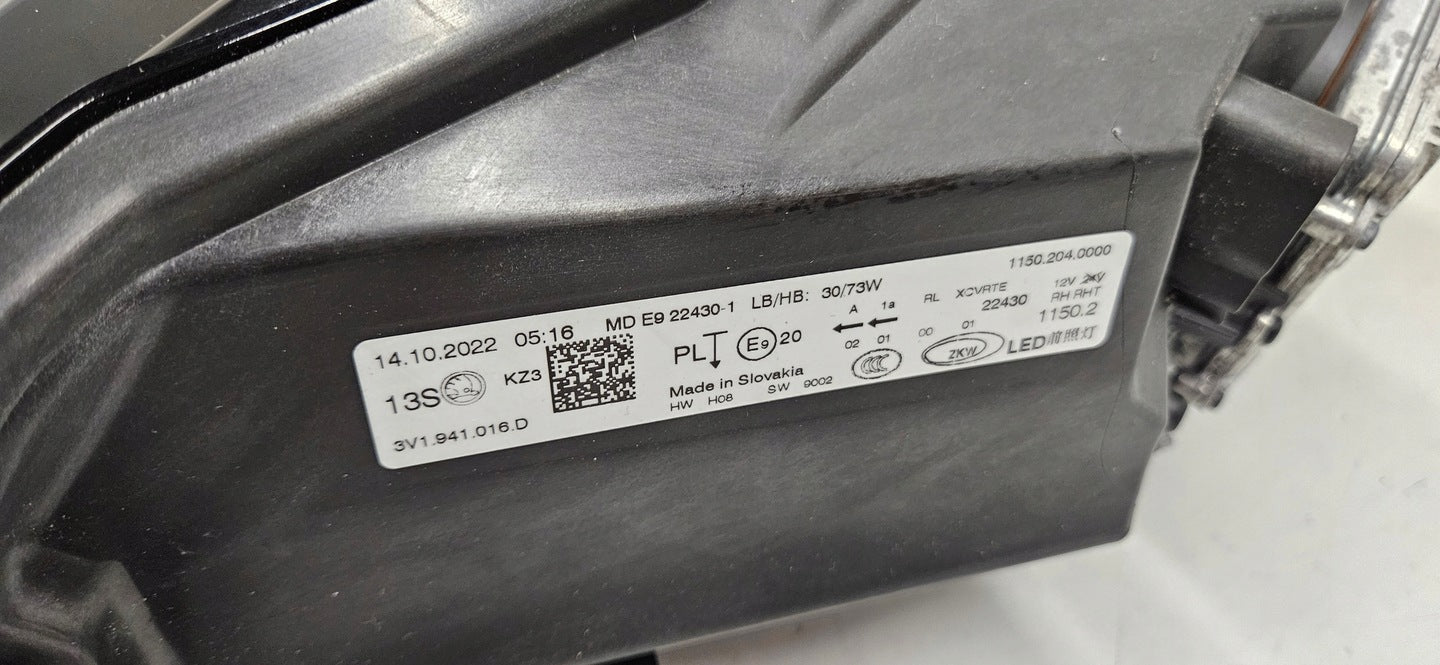 14.10.2022 05:16 MD E9 22430-1 LB/HB: 30/73W 1150.204.0000
13S KZ3 PL E9 20 A 1a RL XCVRTE 12V
02 01 00 01 22430 RH.RHT
Made in Slovakia CCC ZKW 1150.2
3V1.941.016.D HW H08 SW 9002 LED前照灯